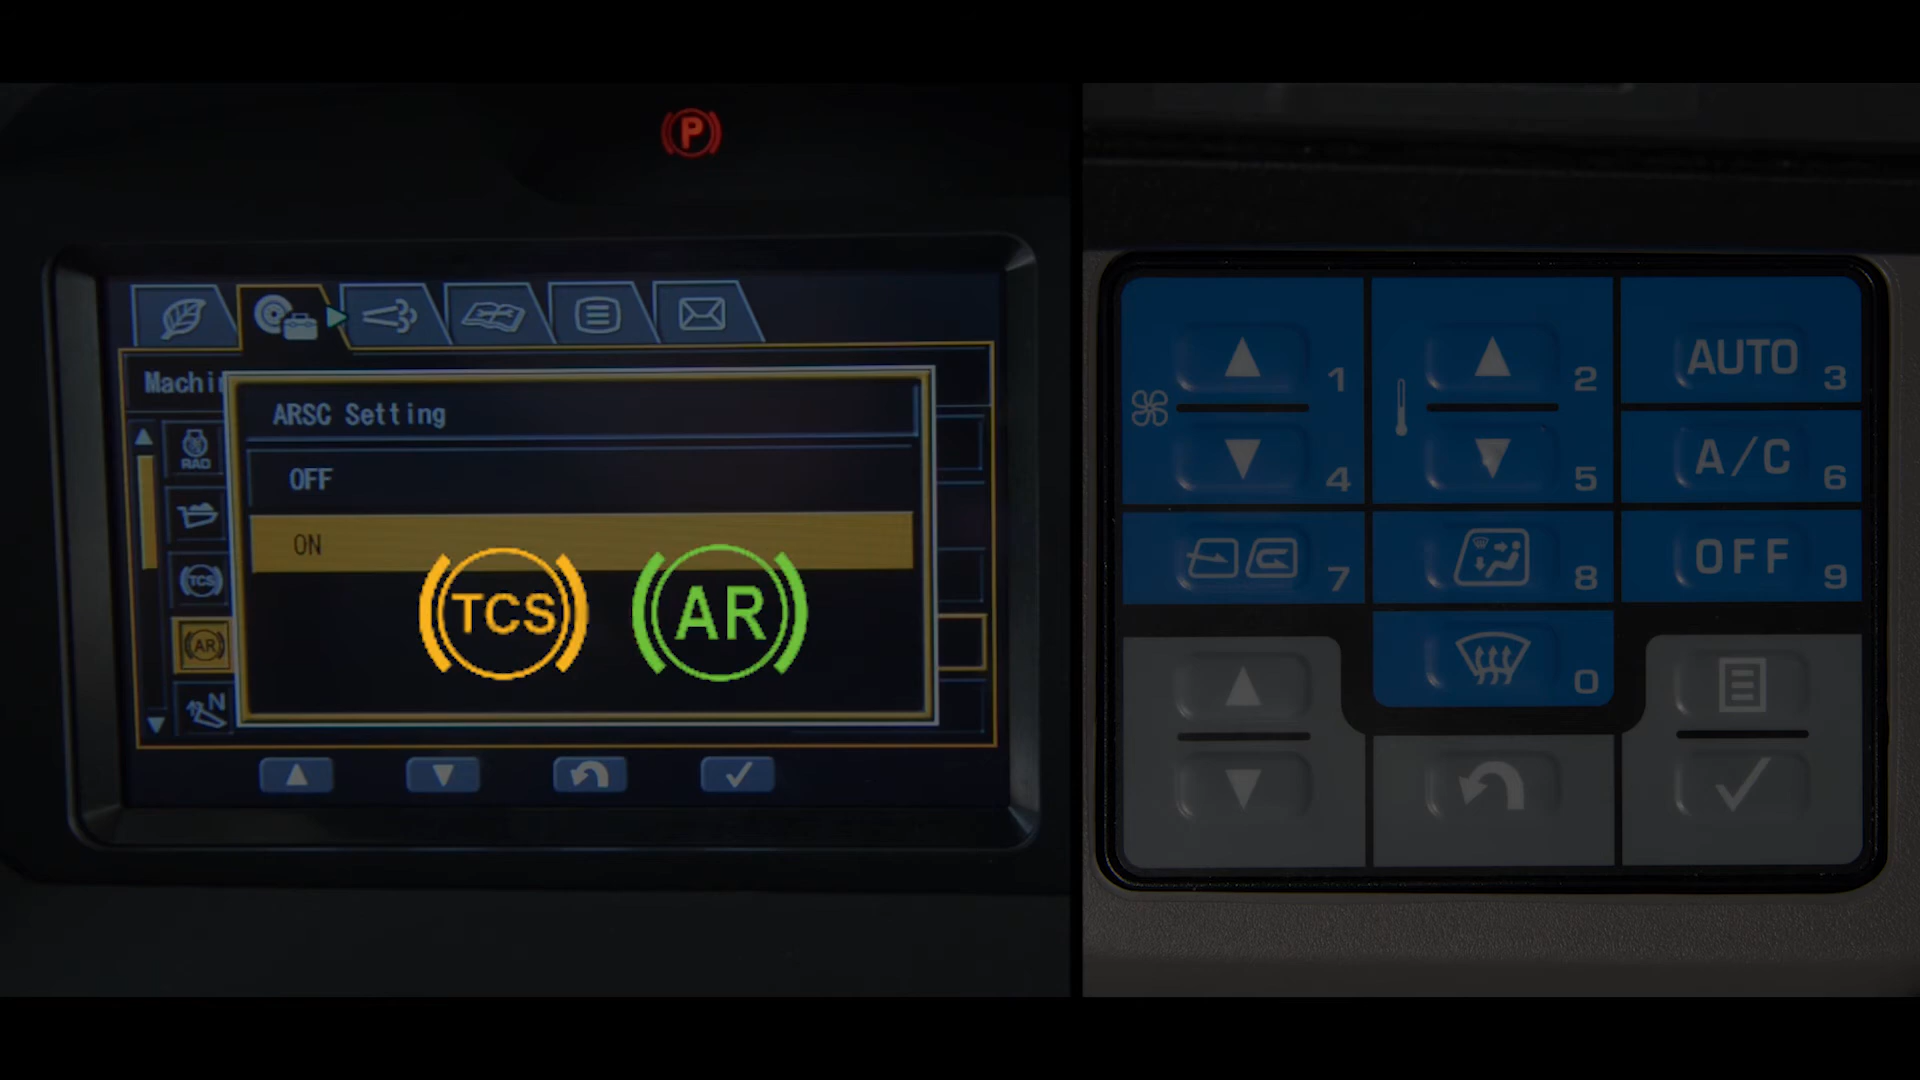 P
Machin
ARSC Setting
RAD
OFF
ON
TCS
TCS
AR
AR
N
1
2
AUTO 3
4
5
A/C 6
7
8
OFF 9
0